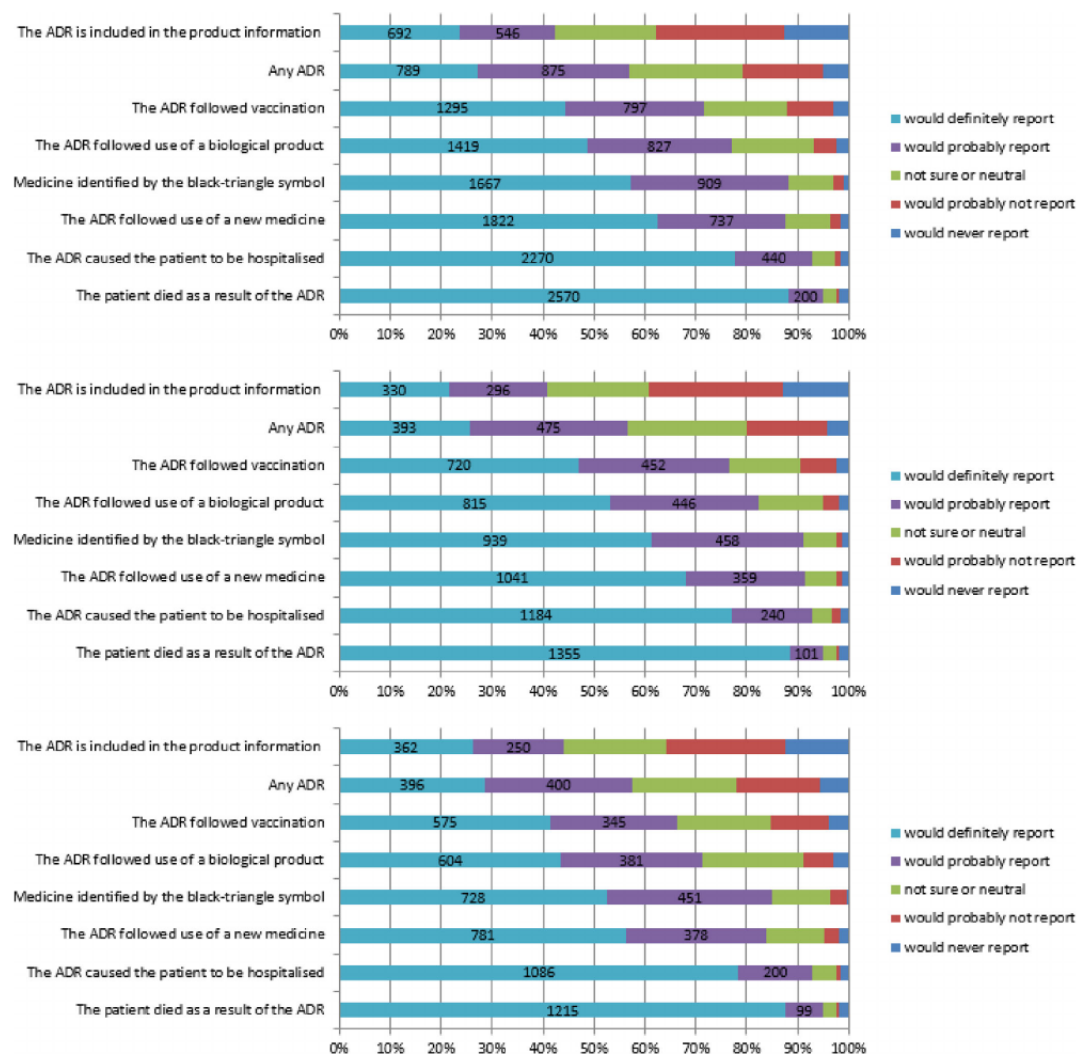 The ADR is included in the product information 692 546
Any ADR 789 875
The ADR followed vaccination 1295 797
The ADR followed use of a biological product 1419 827
Medicine identified by the black-triangle symbol 1667 909
The ADR followed use of a new medicine 1822 737
The ADR caused the patient to be hospitalised 2270 440
The patient died as a result of the ADR 2570 200
0% 10% 20% 30% 40% 50% 60% 70% 80% 90% 100%
would definitely report
would probably report
not sure or neutral
would probably not report
would never report
The ADR is included in the product information 330 296
Any ADR 393 475
The ADR followed vaccination 720 452
The ADR followed use of a biological product 815 446
Medicine identified by the black-triangle symbol 939 458
The ADR followed use of a new medicine 1041 359
The ADR caused the patient to be hospitalised 1184 240
The patient died as a result of the ADR 1355 101
0% 10% 20% 30% 40% 50% 60% 70% 80% 90% 100%
would definitely report
would probably report
not sure or neutral
would probably not report
would never report
The ADR is included in the product information 362 250
Any ADR 396 400
The ADR followed vaccination 575 345
The ADR followed use of a biological product 604 381
Medicine identified by the black-triangle symbol 728 451
The ADR followed use of a new medicine 781 378
The ADR caused the patient to be hospitalised 1086 200
The patient died as a result of the ADR 1215 99
0% 10% 20% 30% 40% 50% 60% 70% 80% 90% 100%
would definitely report
would probably report
not sure or neutral
would probably not report
would never report